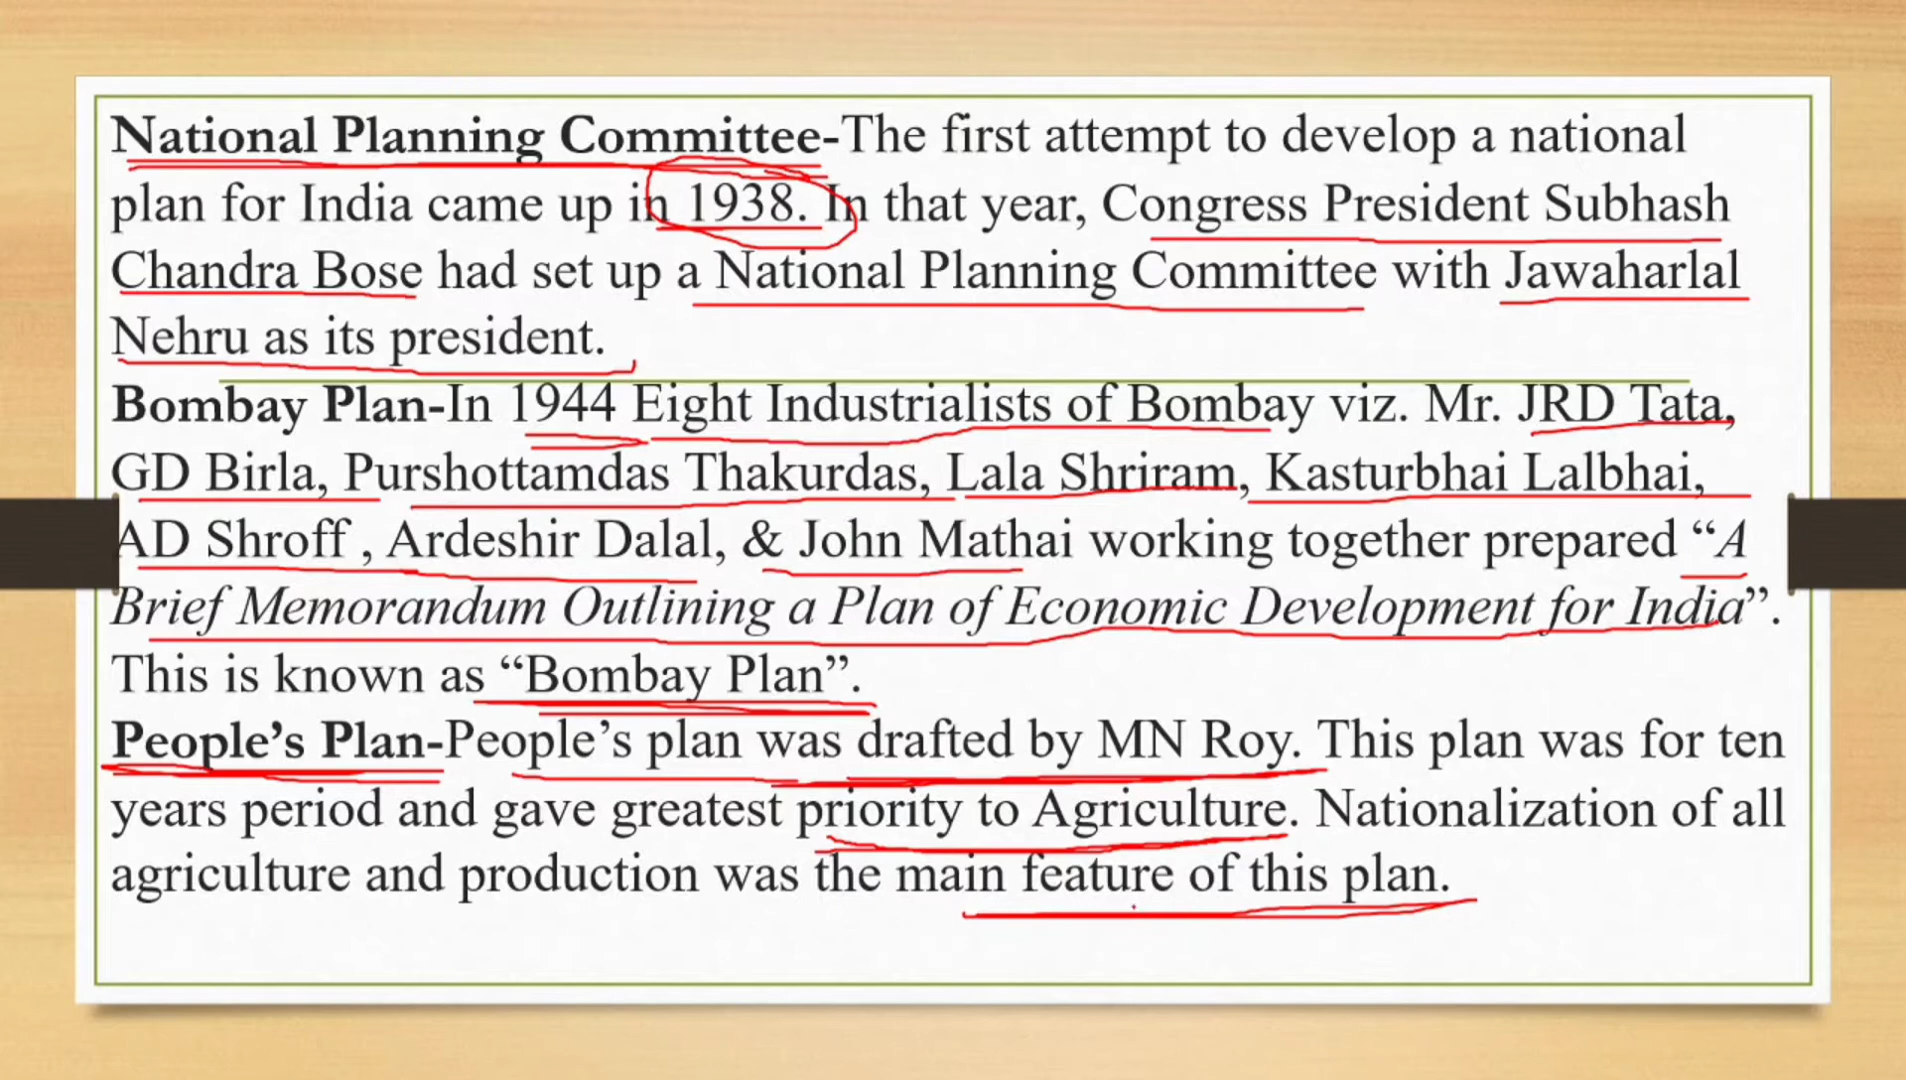 National Planning Committee-The first attempt to develop a national
plan for India came up in 1938. In that year, Congress President Subhash
Chandra Bose had set up a National Planning Committee with Jawaharlal
Nehru as its president.
Bombay Plan-In 1944 Eight Industrialists of Bombay viz. Mr. JRD Tata,
GD Birla, Purshottamdas Thakurdas, Lala Shriram, Kasturbhai Lalbhai,
AD Shroff , Ardeshir Dalal, & John Mathai working together prepared “A
Brief Memorandum Outlining a Plan of Economic Development for India”.
This is known as “Bombay Plan”.
People’s Plan-People’s plan was drafted by MN Roy. This plan was for ten
years period and gave greatest priority to Agriculture. Nationalization of all
agriculture and production was the main feature of this plan.